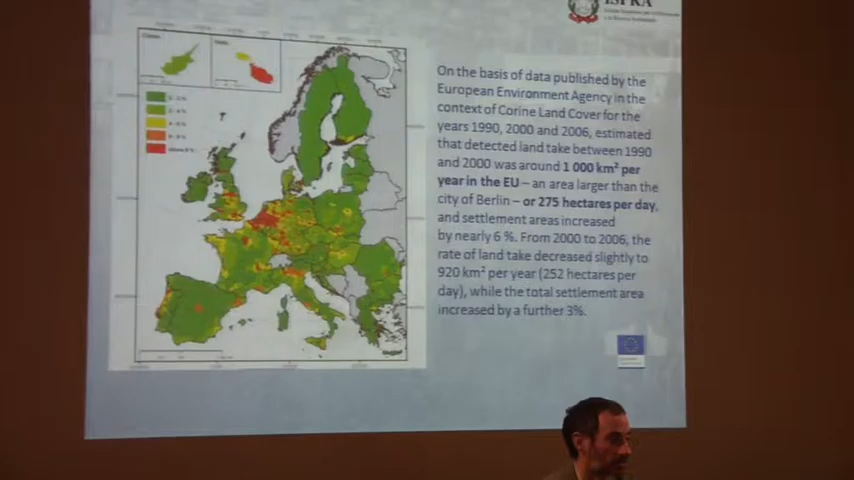 ISPRA
On the basis of data published by the
European Environment Agency in the
context of Corine Land Cover for the
years 1990, 2000 and 2006, estimated
that detected land take between 1990
and 2000 was around 1 000 km² per
year in the EU – an area larger than the
city of Berlin – or 275 hectares per day,
and settlement areas increased
by nearly 6 %. From 2000 to 2006, the
rate of land take decreased slightly to
920 km² per year (252 hectares per
day), while the total settlement area
increased by a further 3%.